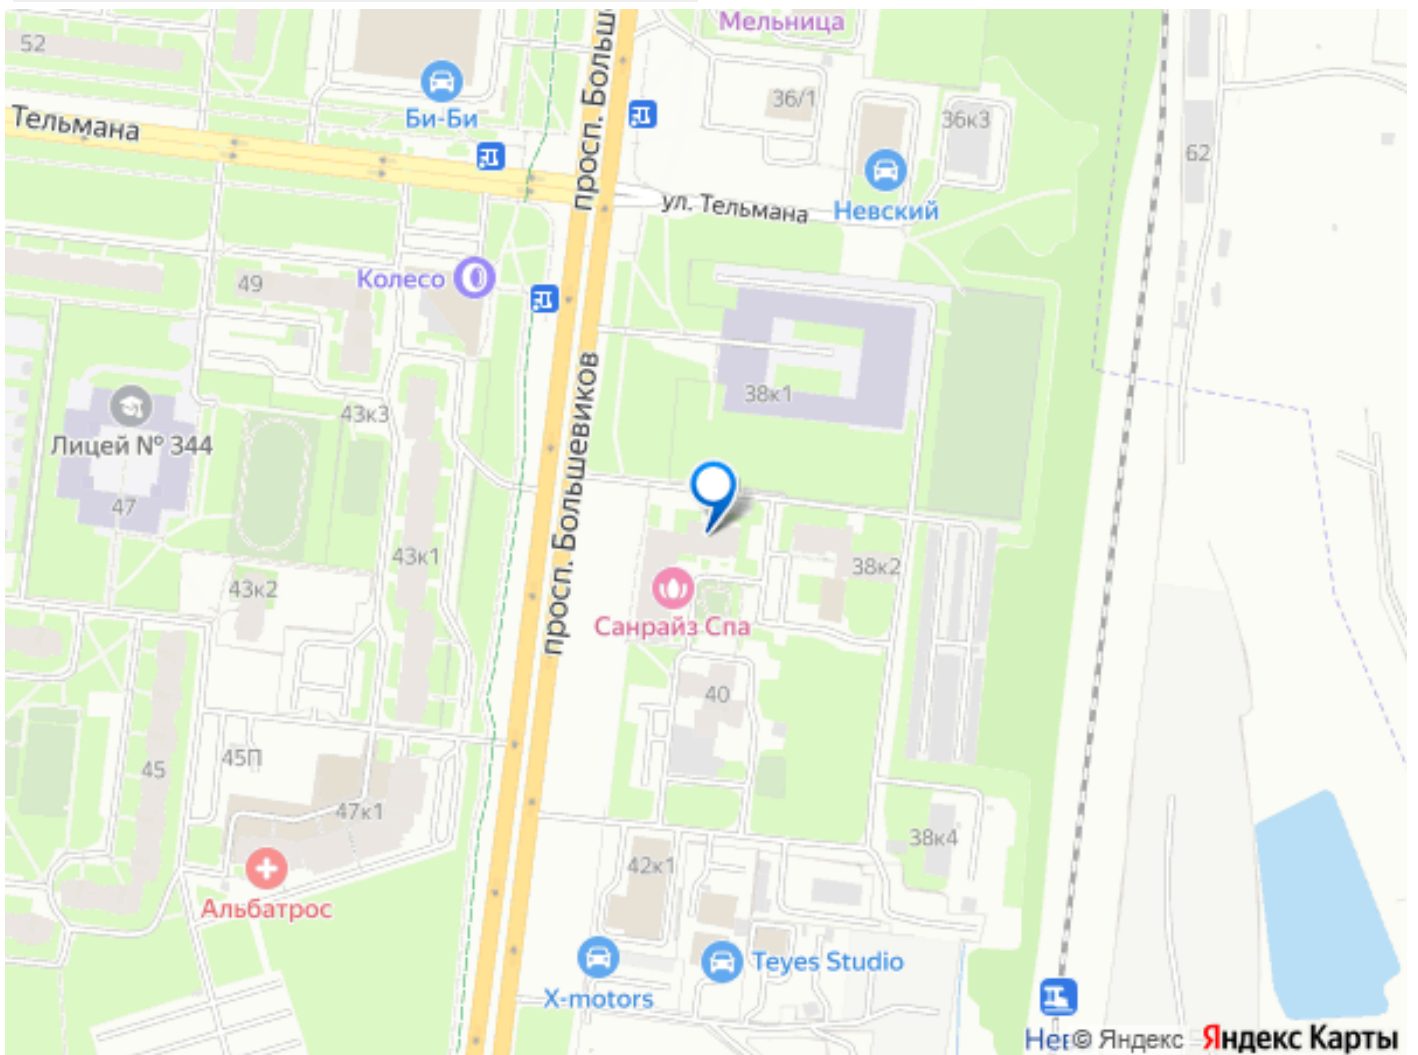 Мельница
просп. Больш
52
Би-Би
36/1
36к3
Тельмана
62
ул. Тельмана
Невский
49
Колесо
38к1
43к3
Лицей № 344
47
просп. Большевиков
43к1
38к2
43к2
Санрайз Спа
40
45П
45
47к1
38к4
42к1
Альбатрос
Teyes Studio
X-motors
Нев
© Яндекс
Яндекс Карты